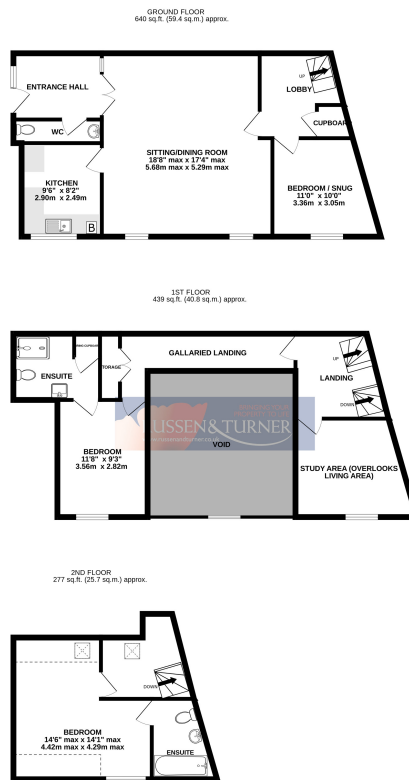 GROUND FLOOR
640 sq.ft. (59.4 sq.m.) approx.
ENTRANCE HALL
UP
LOBBY
CUPBOAR
WC
SITTING/DINING ROOM
18'8" max x 17'4" max
5.68m max x 5.29m max
KITCHEN
9'6" x 8'2"
2.90m x 2.49m
B
BEDROOM / SNUG
11'0" x 10'0"
3.36m x 3.05m
1ST FLOOR
439 sq.ft. (40.8 sq.m.) approx.
GALLARIED LANDING
TORAGE
ENSUITE
UP
LANDING
DOWN
USSEN & TURNER
VOID
BEDROOM
11'8" x 9'3"
3.56m x 2.82m
STUDY AREA (OVERLOOKS
LIVING AREA)
2ND FLOOR
277 sq.ft. (25.7 sq.m.) approx.
DOWN
BEDROOM
14'6" max x 14'1" max
4.42m max x 4.29m max
ENSUITE